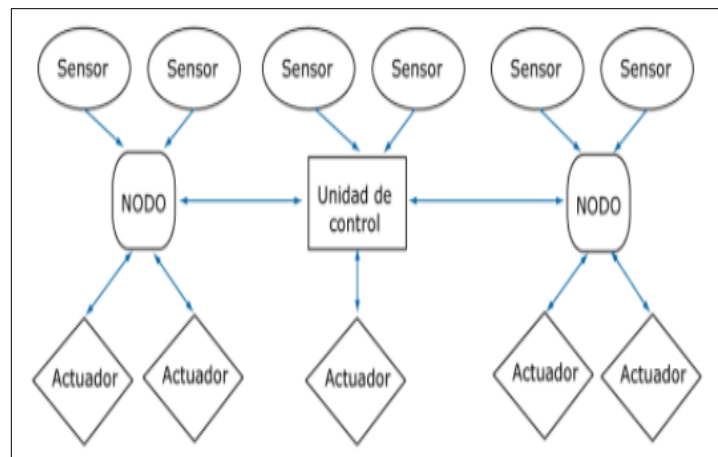 Sensor
Sensor
Sensor
Sensor
Sensor
Sensor
NODO
Unidad de
control
NODO
Actuador
Actuador
Actuador
Actuador
Actuador